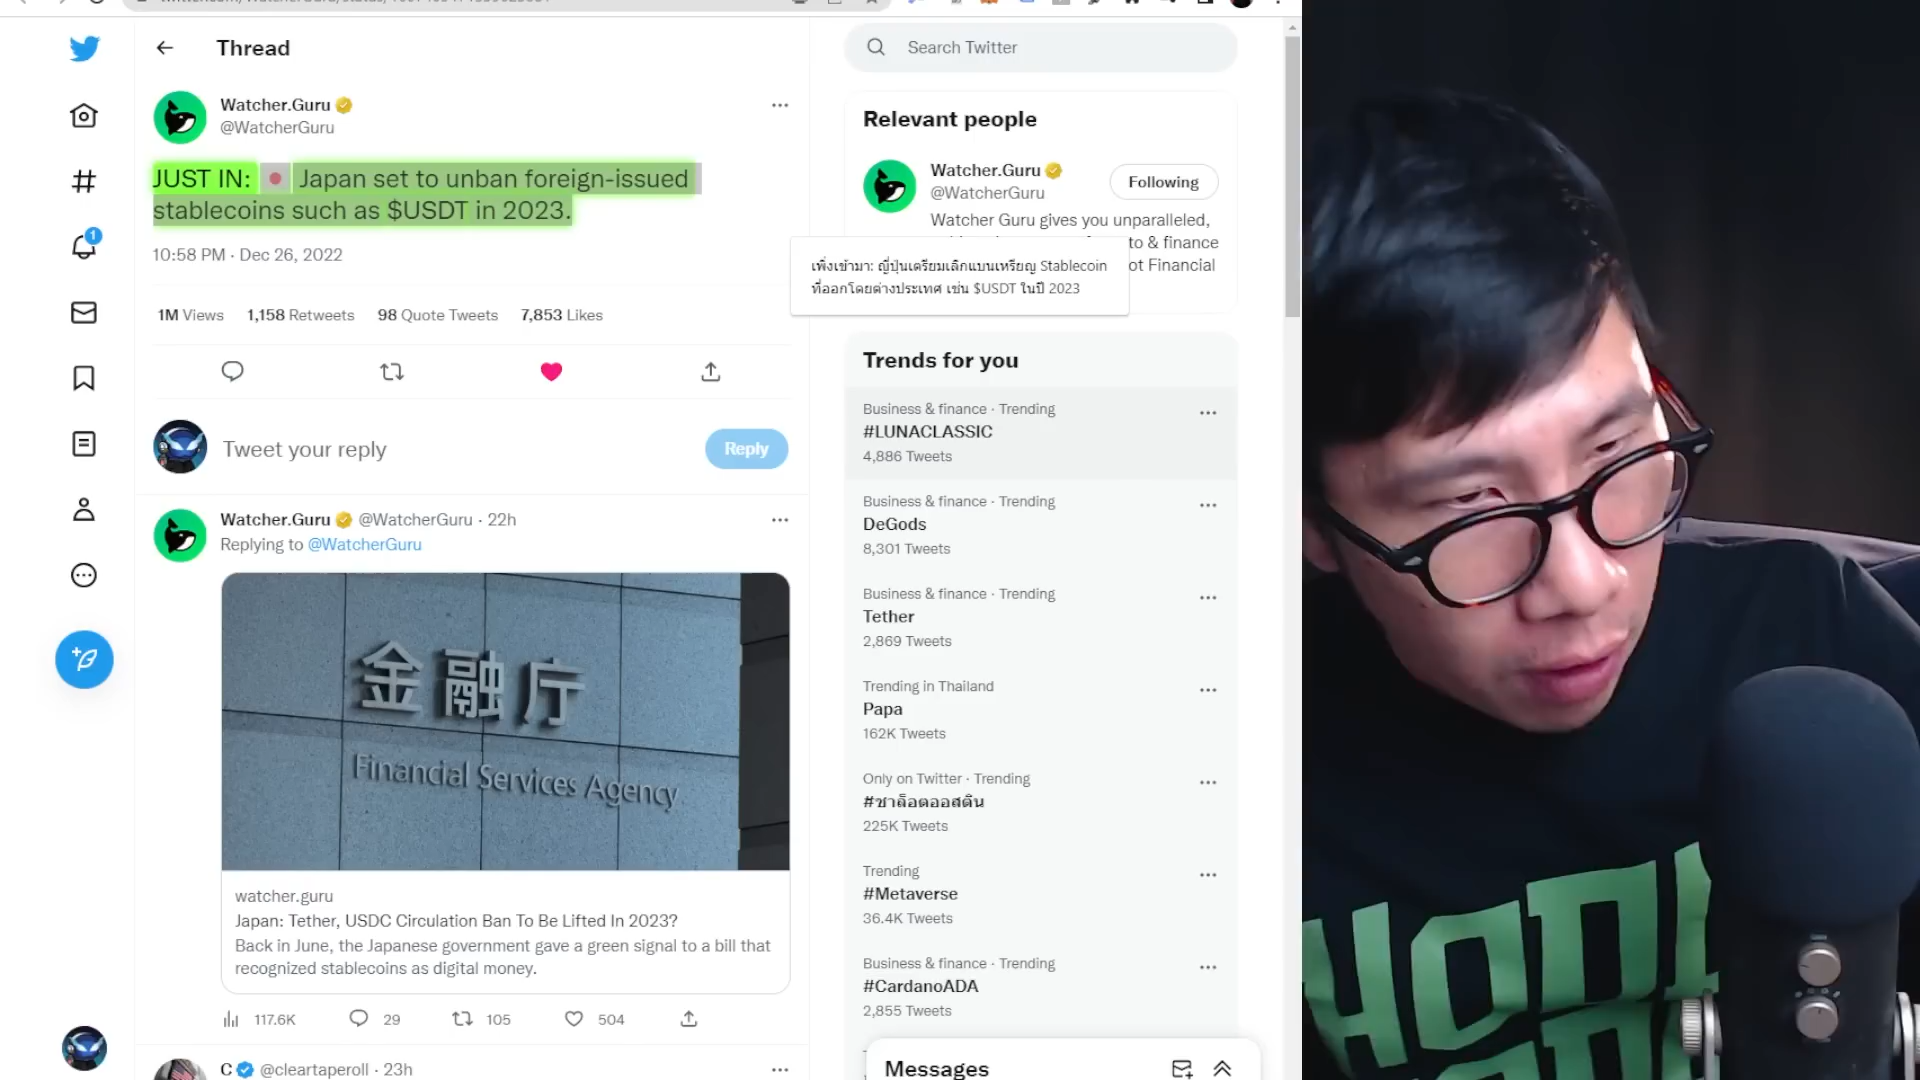 Thread
Search Twitter
Watcher.Guru
@WatcherGuru
JUST IN: 🇯🇵 Japan set to unban foreign-issued
stablecoins such as $USDT in 2023.
10:58 PM · Dec 26, 2022
1M Views 1,158 Retweets 98 Quote Tweets 7,853 Likes
Tweet your reply
Reply
Watcher.Guru @WatcherGuru · 22h
Replying to @WatcherGuru
金融庁
Financial Services Agency
watcher.guru
Japan: Tether, USDC Circulation Ban To Be Lifted In 2023?
Back in June, the Japanese government gave a green signal to a bill that
recognized stablecoins as digital money.
117.6K 29 105 504
C @cleartaperoll · 23h
1
Relevant people
Watcher.Guru
@WatcherGuru
Following
Watcher Guru gives you unparalleled,
to & finance
ot Financial
เพิ่งเข้ามา: ญี่ปุ่นเตรียมเลิกแบนเหรียญ Stablecoin
ที่ออกโดยต่างประเทศ เช่น $USDT ในปี 2023
Trends for you
Business & finance · Trending
#LUNACLASSIC
4,886 Tweets
Business & finance · Trending
DeGods
8,301 Tweets
Business & finance · Trending
Tether
2,869 Tweets
Trending in Thailand
Papa
162K Tweets
Only on Twitter · Trending
#ชาล็อตออสติน
225K Tweets
Trending
#Metaverse
36.4K Tweets
Business & finance · Trending
#CardanoADA
2,855 Tweets
Messages